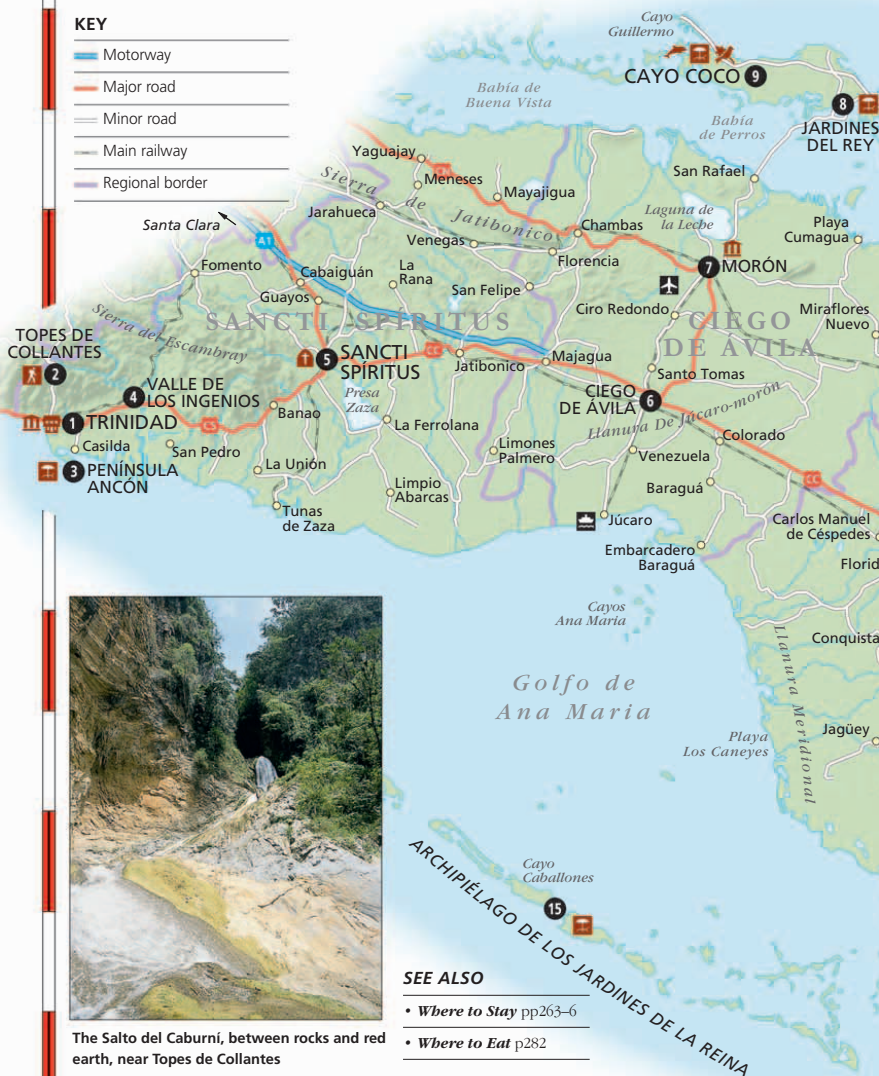 KEY
Motorway
Major road
Minor road
Main railway
Regional border
Cayo
Guillermo
CAYO COCO 9
8
JARDINES
DEL REY
Bahía de
Buena Vista
Bahía
de Perros
Yaguajay
CN
Meneses
Mayajigua
San Rafael
Sierra de Jatibonico
Jarahueca
Laguna de
la Leche
Playa
Cumagua
Santa Clara
A1
Venegas
Chambas
Florencia
7 MORÓN
Fomento
Cabaiguán
La
Rana
Guayos
San Felipe
Ciro Redondo
Miraflores
Nuevo
Sierra del Escambray
SANCTI SPÍRITUS
CIEGO
DE ÁVILA
TOPES DE
COLLANTES
2
5 SANCTI
SPÍRITUS
CC
Jatibonico
Majagua
Santo Tomas
4 VALLE DE
LOS INGENIOS
Presa
Zaza
CIEGO
DE ÁVILA 6
Llanura De Júcaro-morón
1 TRINIDAD
Banao
CS
La Ferrolana
Casilda
San Pedro
Limones
Palmero
Colorado
Venezuela
3 PENÍNSULA
ANCÓN
La Unión
Limpio
Abarcas
Baraguá
CC
Tunas
de Zaza
Júcaro
Carlos Manuel
de Céspedes
Embarcadero
Baraguá
Florid
Cayos
Ana Maria
Conquista
Golfo de
Ana Maria
Llanura Meridional
Playa
Los Caneyes
Jagüey
Cayo
Caballones
15
ARCHIPIÉLAGO DE LOS JARDINES DE LA REINA
SEE ALSO
• Where to Stay pp263–6
• Where to Eat p282
The Salto del Caburní, between rocks and red
earth, near Topes de Collantes